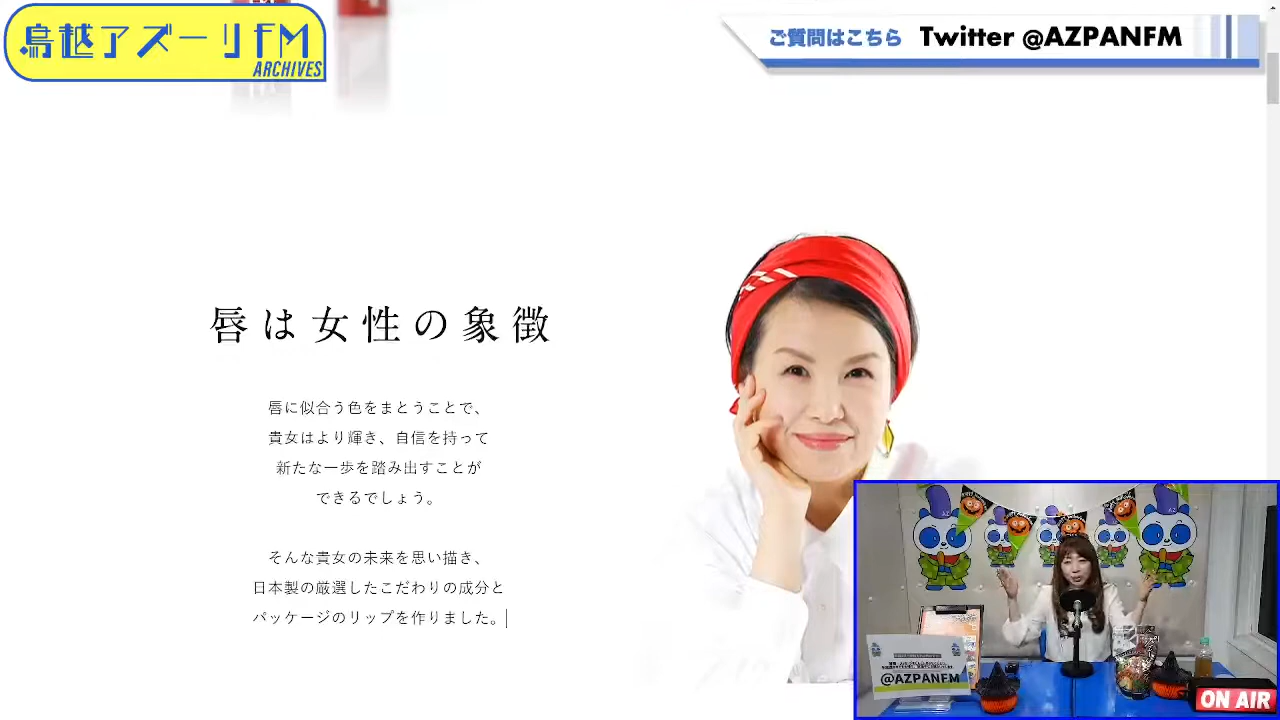 鳥越アズーリFM
ARCHIVES
ご質問はこちら Twitter @AZPANFM
唇は女性の象徴
唇に似合う色をまとうことで、
貴女はより輝き、自信を持って
新たな一歩を踏み出すことが
できるでしょう。
そんな貴女の未来を思い描き、
日本製の厳選したこだわりの成分と
パッケージのリップを作りました。
@AZPANFM
ON AIR